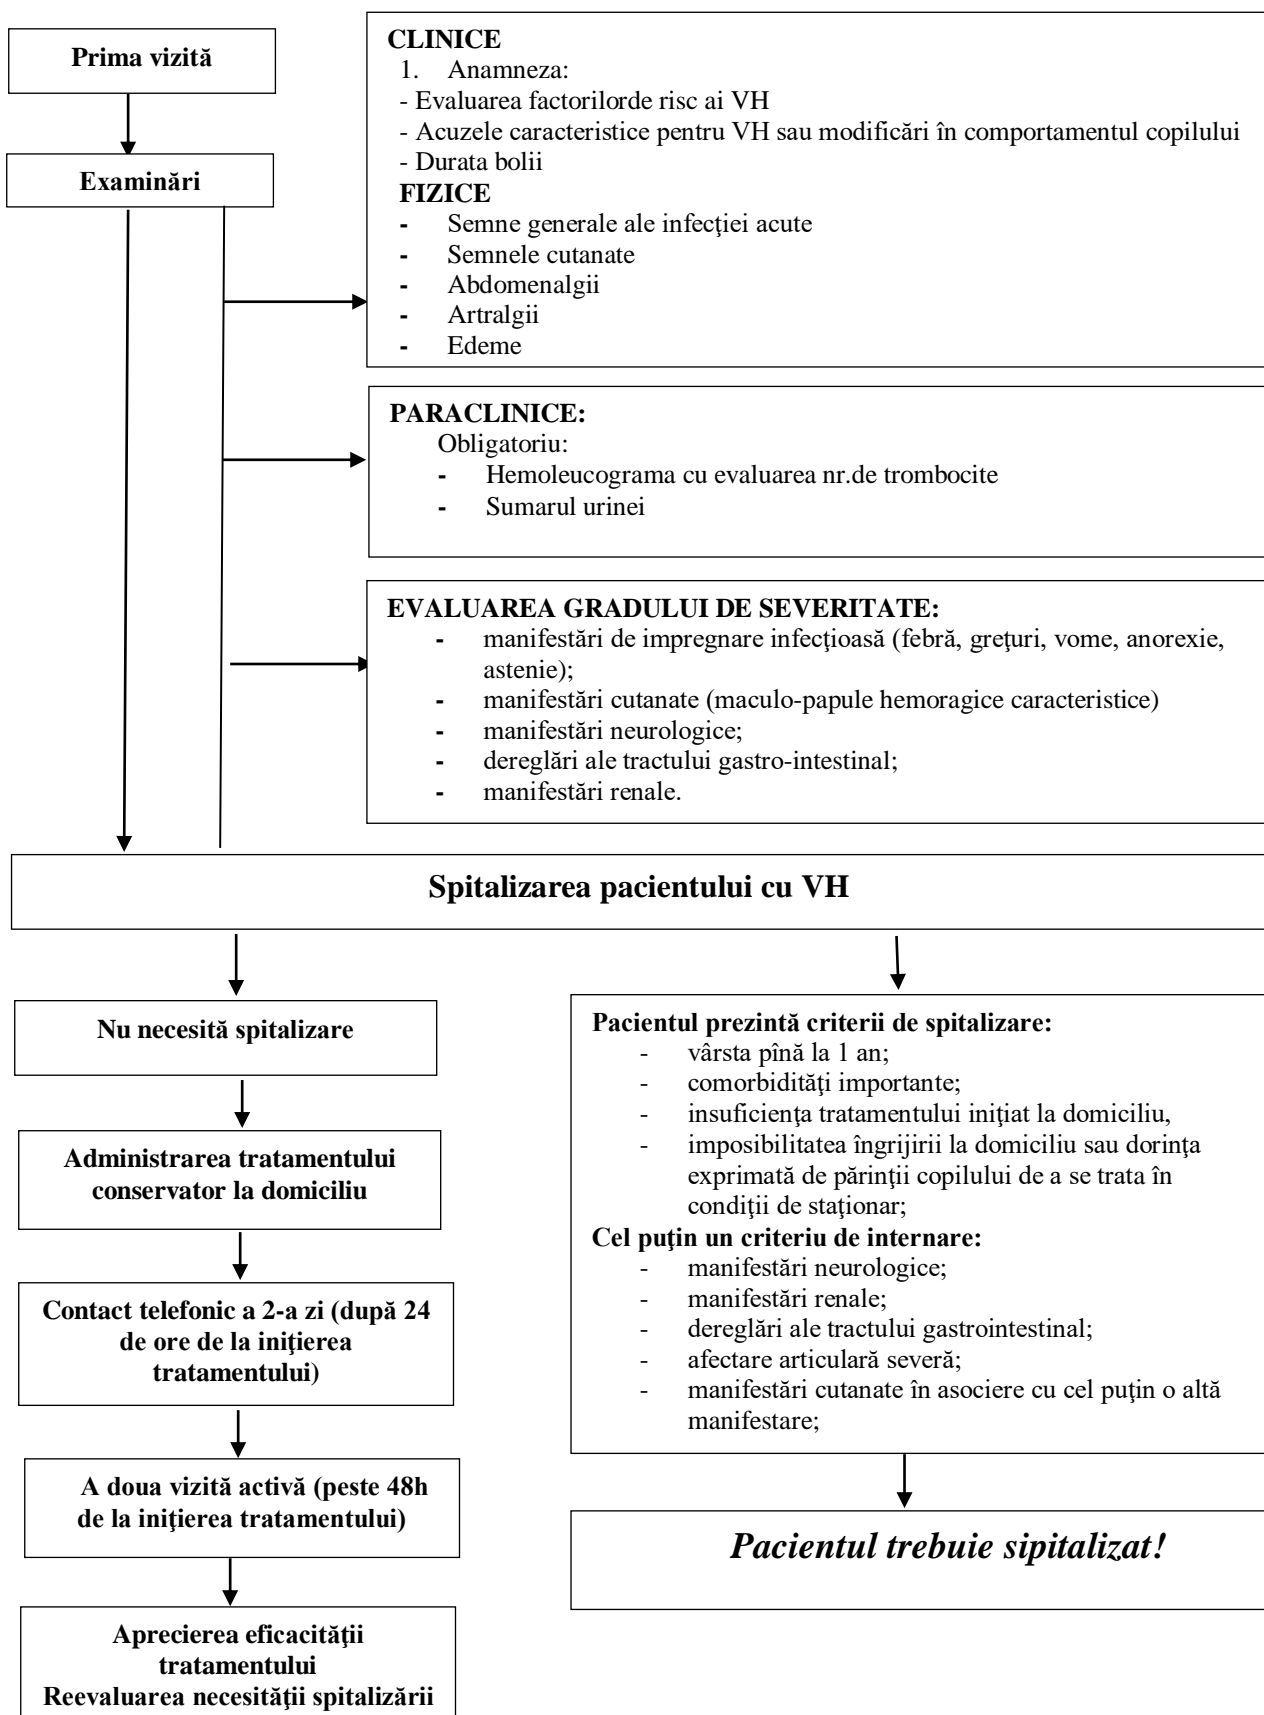 Prima vizită
Examinări
CLINICE
1. Anamneza:
- Evaluarea factorilorde risc ai VH
- Acuzele caracteristice pentru VH sau modificări în comportamentul copilului
- Durata bolii
FIZICE
- Semne generale ale infecţiei acute
- Semnele cutanate
- Abdomenalgii
- Artralgii
- Edeme
PARACLINICE:
Obligatoriu:
- Hemoleucograma cu evaluarea nr.de trombocite
- Sumarul urinei
EVALUAREA GRADULUI DE SEVERITATE:
- manifestări de impregnare infecţioasă (febră, greţuri, vome, anorexie,
astenie);
- manifestări cutanate (maculo-papule hemoragice caracteristice)
- manifestări neurologice;
- dereglări ale tractului gastro-intestinal;
- manifestări renale.
Spitalizarea pacientului cu VH
Nu necesită spitalizare
Administrarea tratamentului
conservator la domiciliu
Contact telefonic a 2-a zi (după 24
de ore de la iniţierea
tratamentului)
A doua vizită activă (peste 48h
de la iniţierea tratamentului)
Aprecierea eficacităţii
tratamentului
Reevaluarea necesităţii spitalizării
Pacientul prezintă criterii de spitalizare:
- vârsta pînă la 1 an;
- comorbidităţi importante;
- insuficienţa tratamentului iniţiat la domiciliu,
- imposibilitatea îngrijirii la domiciliu sau dorinţa
exprimată de părinţii copilului de a se trata în
condiţii de staţionar;
Cel puţin un criteriu de internare:
- manifestări neurologice;
- manifestări renale;
- dereglări ale tractului gastrointestinal;
- afectare articulară severă;
- manifestări cutanate în asociere cu cel puţin o altă
manifestare;
Pacientul trebuie sipitalizat!